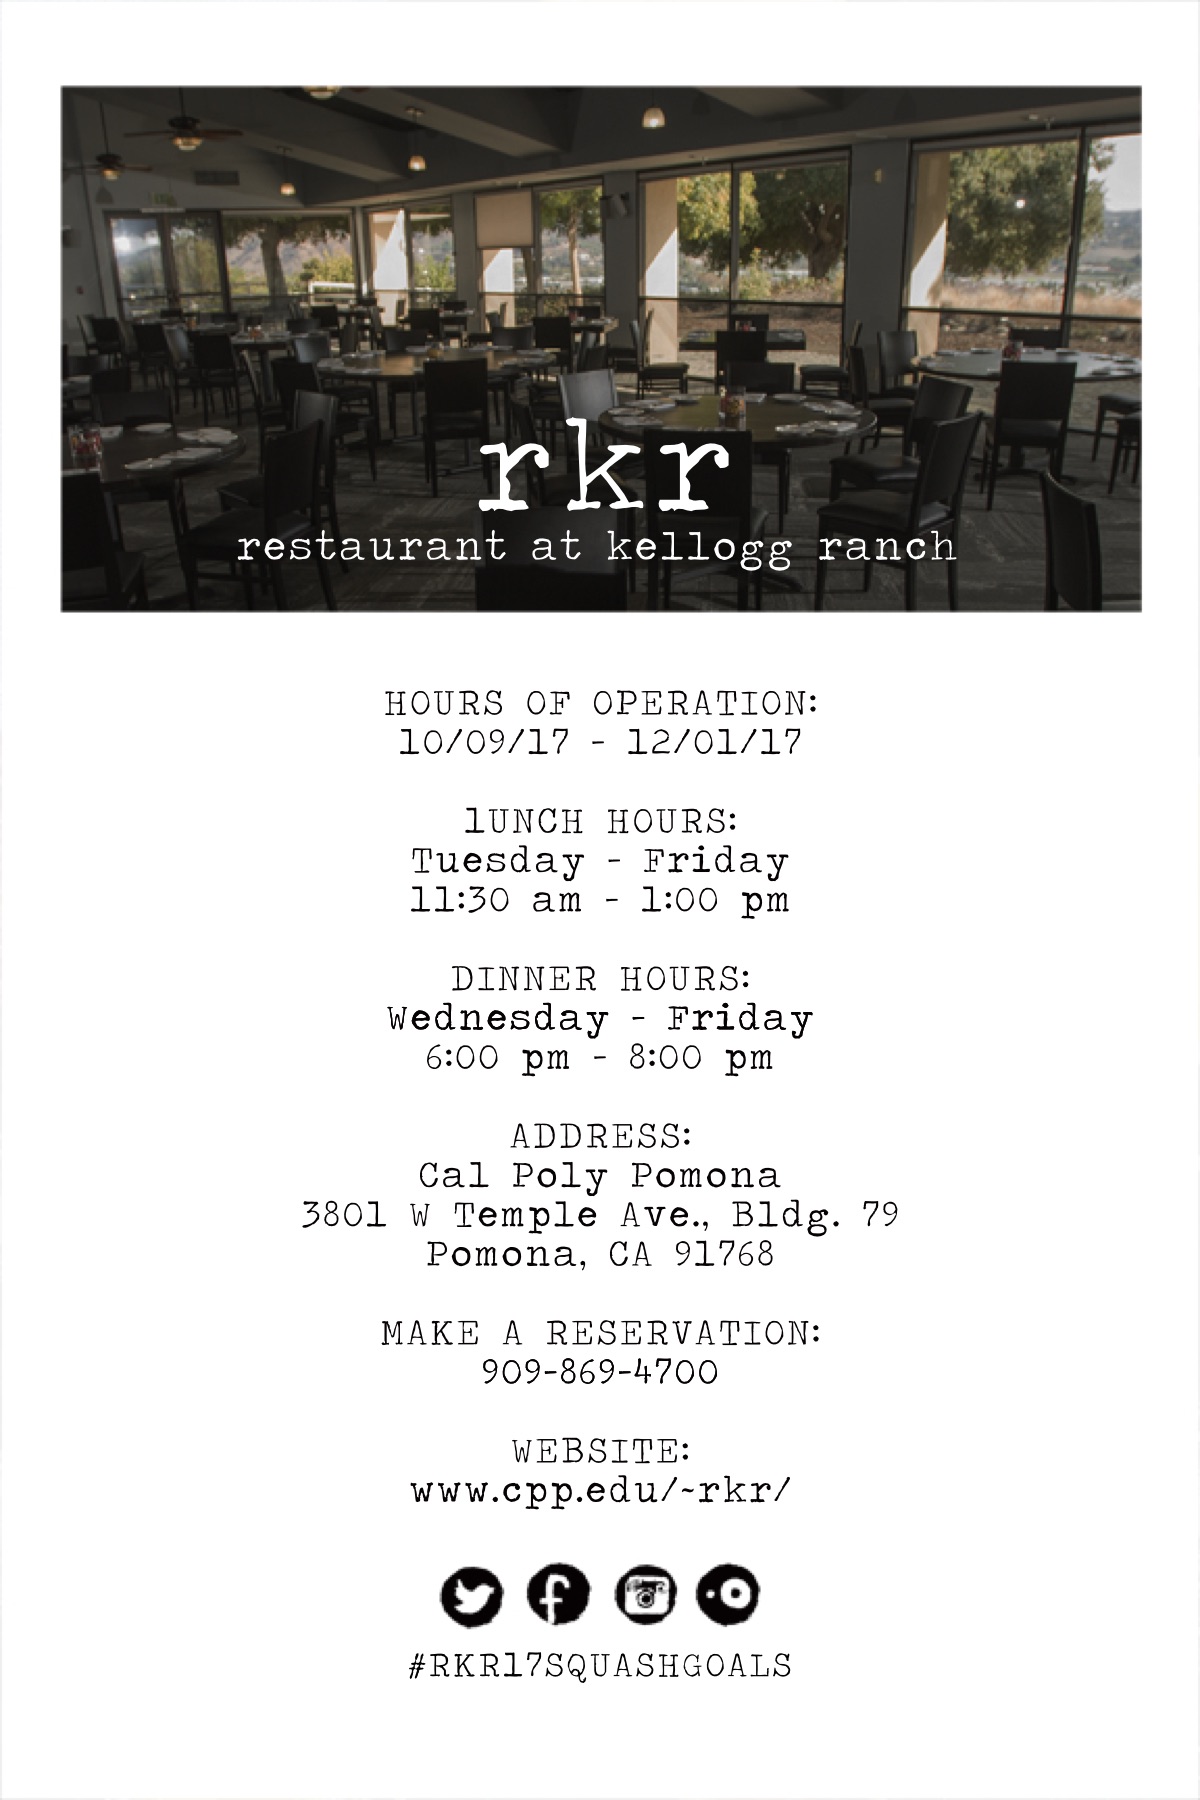 rkr
restaurant at kellogg ranch
HOURS OF OPERATION:
10/09/17 - 12/01/17
lUNCH HOURS:
Tuesday - Friday
11:30 am - 1:00 pm
DINNER HOURS:
Wednesday - Friday
6:00 pm - 8:00 pm
ADDRESS:
Cal Poly Pomona
3801 W Temple Ave., Bldg. 79
Pomona, CA 91768
MAKE A RESERVATION:
909-869-4700
WEBSITE:
www.cpp.edu/~rkr/
#RKR17SQUASHGOALS